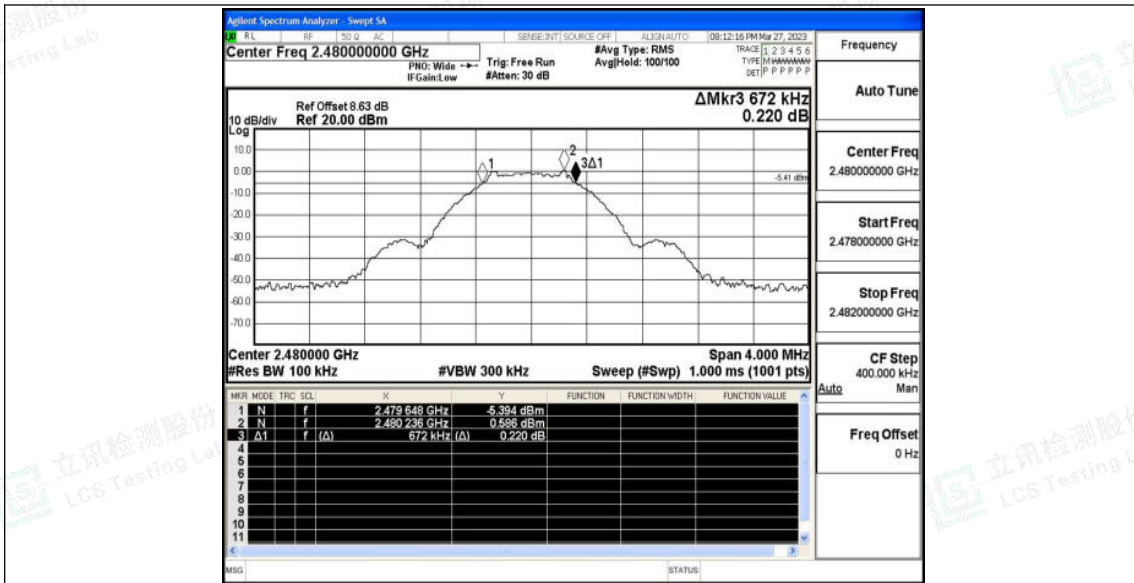 Agilent Spectrum Analyzer - Swept SA
RL RF 50 Ω AC SENSE:INT SOURCE OFF ALIGNAUTO 08:12:16 PM Mar 27, 2023
Center Freq 2.480000000 GHz
PNO: Wide
IFGain:Low
Trig: Free Run
#Atten: 30 dB
#Avg Type: RMS
Avg|Hold: 100/100
TRACE 1 2 3 4 5 6
TYPE M W W W W W
DET P P P P P P
Ref Offset 8.63 dB
10 dB/div Ref 20.00 dBm
Log
ΔMkr3 672 kHz
0.220 dB
10.0
0.00
-10.0
-20.0
-30.0
-40.0
-50.0
-60.0
-70.0
1
2
3Δ1
-5.41 dBm
Center 2.480000 GHz Span 4.000 MHz
#Res BW 100 kHz #VBW 300 kHz Sweep (#Swp) 1.000 ms (1001 pts)
MKR MODE TRC SCL X Y FUNCTION FUNCTION WIDTH FUNCTION VALUE
1 N f 2.479 648 GHz -5.394 dBm
2 N f 2.480 236 GHz 0.586 dBm
3 Δ1 f (Δ) 672 kHz (Δ) 0.220 dB
4
5
6
7
8
9
10
11
MSG STATUS
Frequency
Auto Tune
Center Freq
2.480000000 GHz
Start Freq
2.478000000 GHz
Stop Freq
2.482000000 GHz
CF Step
400.000 kHz
Auto Man
Freq Offset
0 Hz
立讯检测股份
LCS Testing Lab
立讯检测股份
LCS Testing L